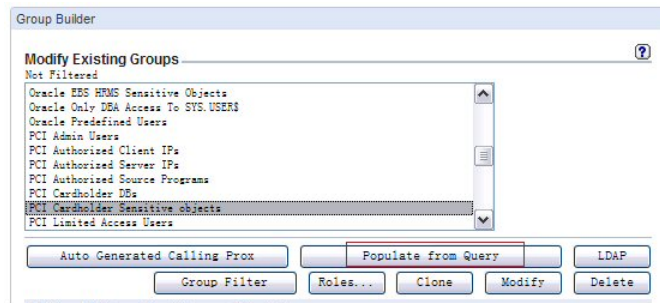 Group Builder
Modify Existing Groups
?
Not Filtered
Oracle EBS HRMS Sensitive Objects
Oracle Only DBA Access To SYS.USER$
Oracle Predefined Users
PCI Admin Users
PCI Authorized Client IPs
PCI Authorized Server IPs
PCI Authorized Source Programs
PCI Cardholder DBs
PCI Cardholder Sensitive objects
PCI Limited Access Users
Auto Generated Calling Prox Populate from Query LDAP
Group Filter Roles... Clone Modify Delete